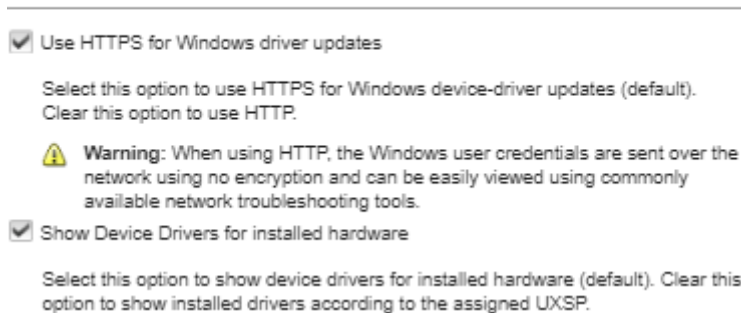 Use HTTPS for Windows driver updates
Select this option to use HTTPS for Windows device-driver updates (default).
Clear this option to use HTTP.
Warning: When using HTTP, the Windows user credentials are sent over the
network using no encryption and can be easily viewed using commonly
available network troubleshooting tools.
Show Device Drivers for installed hardware
Select this option to show device drivers for installed hardware (default). Clear this
option to show installed drivers according to the assigned UXSP.